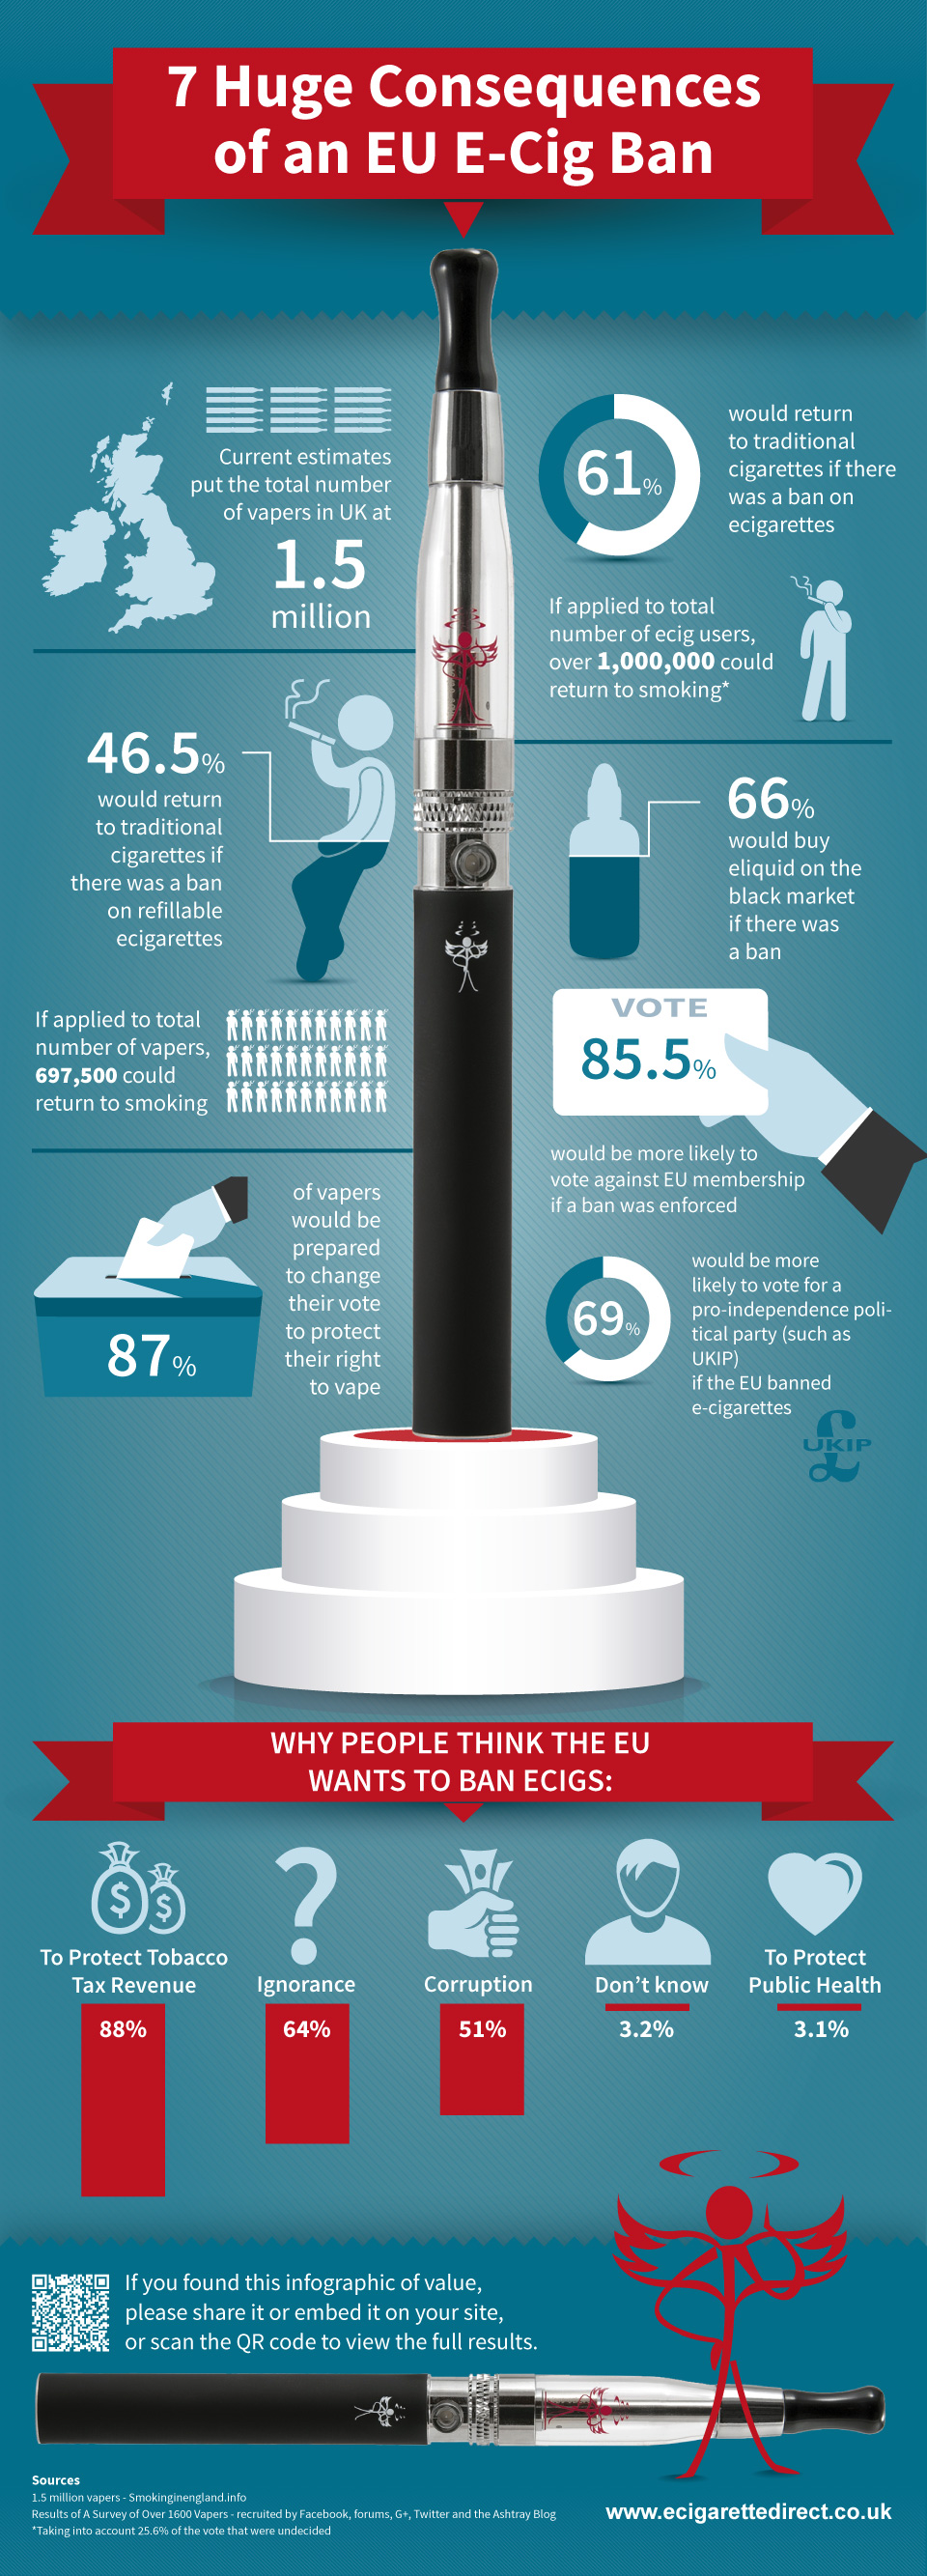 7 Huge Consequences
of an EU E-Cig Ban
Current estimates
put the total number
of vapers in UK at
1.5
million
61%
would return
to traditional
cigarettes if there
was a ban on
ecigarettes
If applied to total
number of ecig users,
over 1,000,000 could
return to smoking*
46.5%
would return
to traditional
cigarettes if
there was a ban
on refillable
ecigarettes
66%
would buy
eliquid on the
black market
if there was
a ban
If applied to total
number of vapers,
697,500 could
return to smoking
VOTE
85.5%
would be more likely to
vote against EU membership
if a ban was enforced
87%
of vapers
would be
prepared
to change
their vote
to protect
their right
to vape
69%
would be more
likely to vote for a
pro-independence poli-
tical party (such as
UKIP)
if the EU banned
e-cigarettes
£
UKIP
WHY PEOPLE THINK THE EU
WANTS TO BAN ECIGS:
$ $
To Protect Tobacco
Tax Revenue
88%
?
Ignorance
64%
Corruption
51%
Don't know
3.2%
To Protect
Public Health
3.1%
If you found this infographic of value,
please share it or embed it on your site,
or scan the QR code to view the full results.
Sources
1.5 million vapers - Smokinginengland.info
Results of A Survey of Over 1600 Vapers - recruited by Facebook, forums, G+, Twitter and the Ashtray Blog
*Taking into account 25.6% of the vote that were undecided
www.ecigarettedirect.co.uk